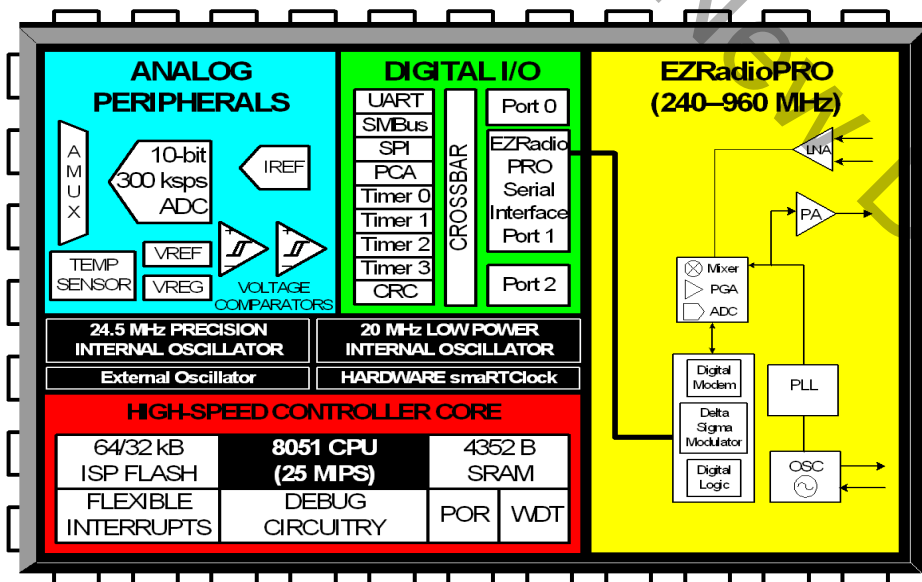 ANALOG
PERIPHERALS
A
M
U
X
10-bit
300 ksps
ADC
IREF
TEMP
SENSOR
VREF
VREG
+
–
+
–
VOLTAGE
COMPARATORS
DIGITAL I/O
UART
SMBus
SPI
PCA
Timer 0
Timer 1
Timer 2
Timer 3
CRC
CROSSBAR
Port 0
EZRadio
PRO
Serial
Interface
Port 1
Port 2
24.5 MHz PRECISION
INTERNAL OSCILLATOR
20 MHz LOW POWER
INTERNAL OSCILLATOR
External Oscillator
HARDWARE smaRTClock
HIGH-SPEED CONTROLLER CORE
64/32 kB
ISP FLASH
8051 CPU
(25 MIPS)
4352 B
SRAM
FLEXIBLE
INTERRUPTS
DEBUG
CIRCUITRY
POR
WDT
EZRadioPRO
(240–960 MHz)
LNA
PA
Mixer
PGA
ADC
Digital
Modem
Delta
Sigma
Modulator
Digital
Logic
PLL
OSC
New